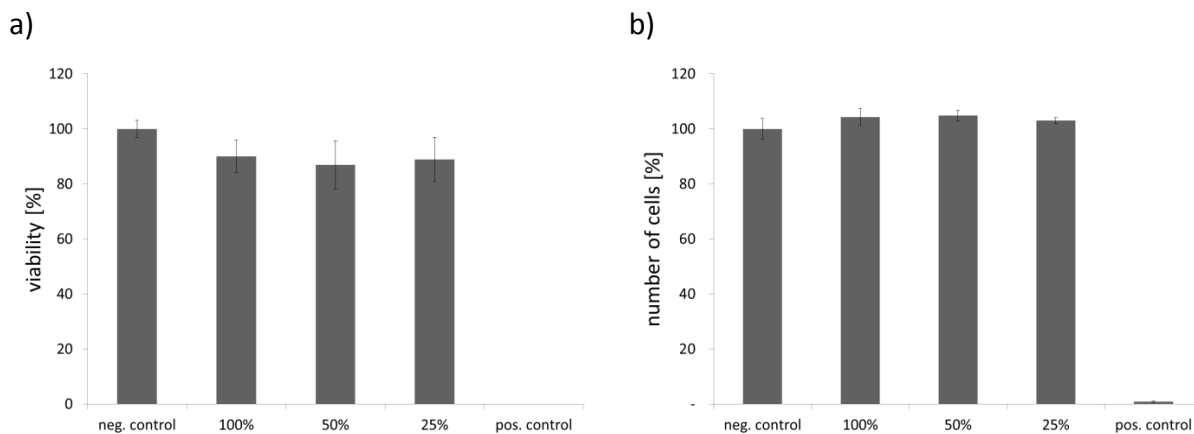 a)
120
100
80
60
40
20
0
viability [%]
neg. control 100% 50% 25% pos. control
b)
120
100
80
60
40
20
-
number of cells [%]
neg. control 100% 50% 25% pos. control